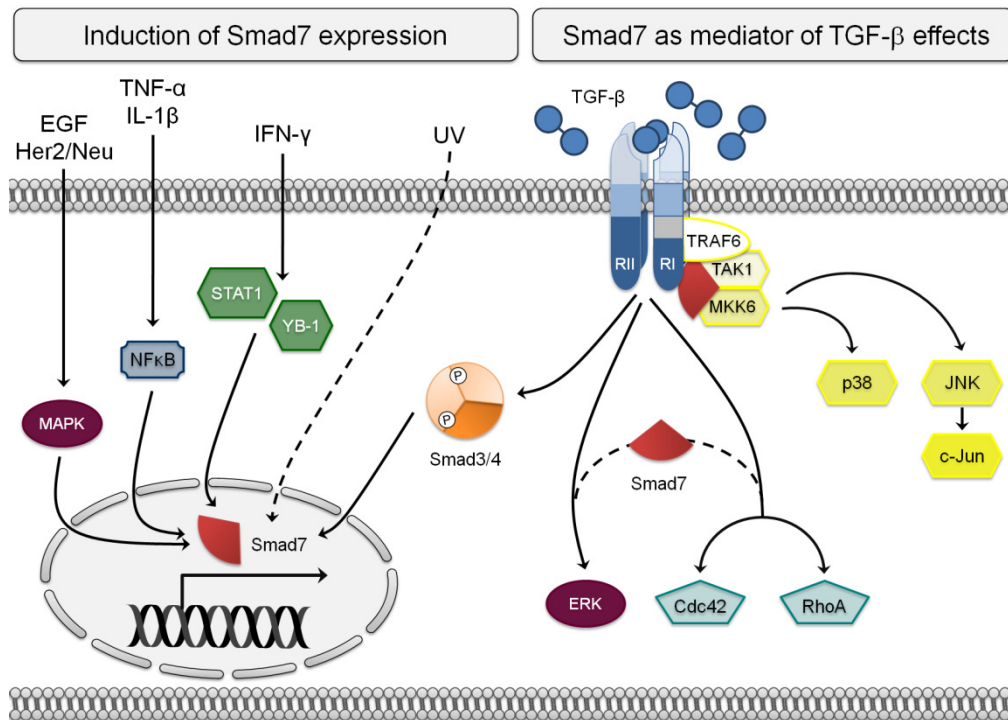 Induction of Smad7 expression
Smad7 as mediator of TGF-β effects
TNF-α
IL-1β
EGF
Her2/Neu
IFN-γ
UV
TGF-β
STAT1
YB-1
NFκB
MAPK
Smad7
P
P
Smad3/4
RII
RI
TRAF6
TAK1
MKK6
p38
JNK
c-Jun
Smad7
ERK
Cdc42
RhoA